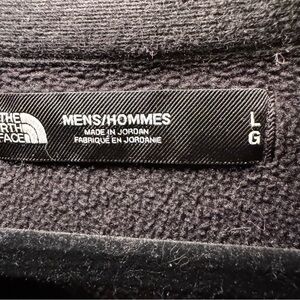 THE
NORTH
FACE
MENS/HOMMES
MADE IN JORDAN
FABRIQUÉ EN JORDANIE
L
G